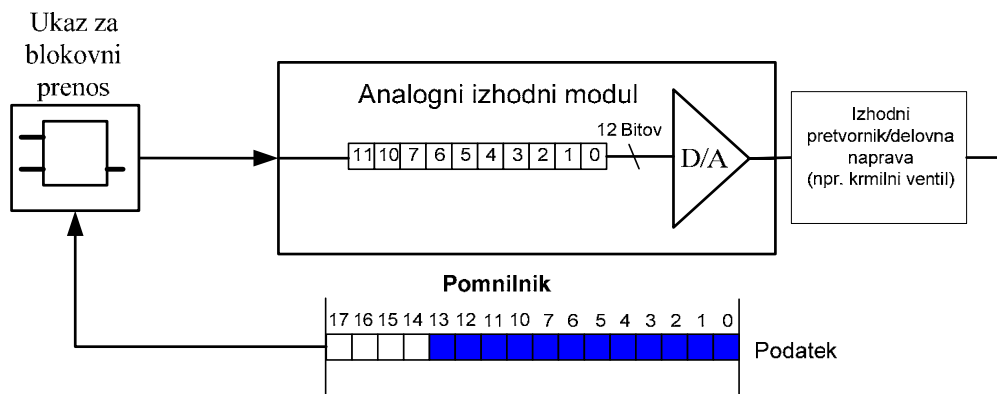 Ukaz za
blokovni
prenos
Analogni izhodni modul
12 Bitov
11 10 7 6 5 4 3 2 1 0
D/A
Izhodni
pretvornik/delovna
naprava
(npr. krmilni ventil)
Pomnilnik
17 16 15 14 13 12 11 10 7 6 5 4 3 2 1 0
Podatek